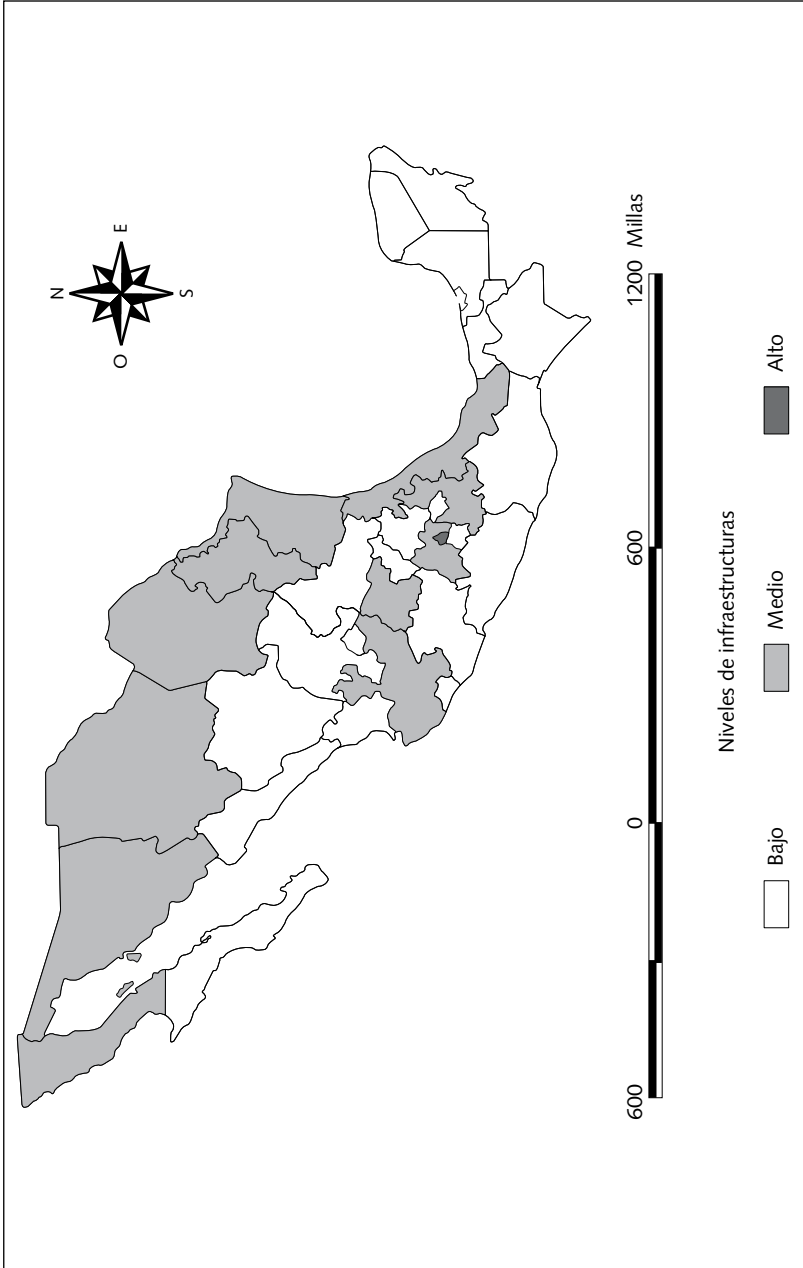 N
O
E
S
600
0
600
1200 Millas
Niveles de infraestructuras
Bajo
Medio
Alto